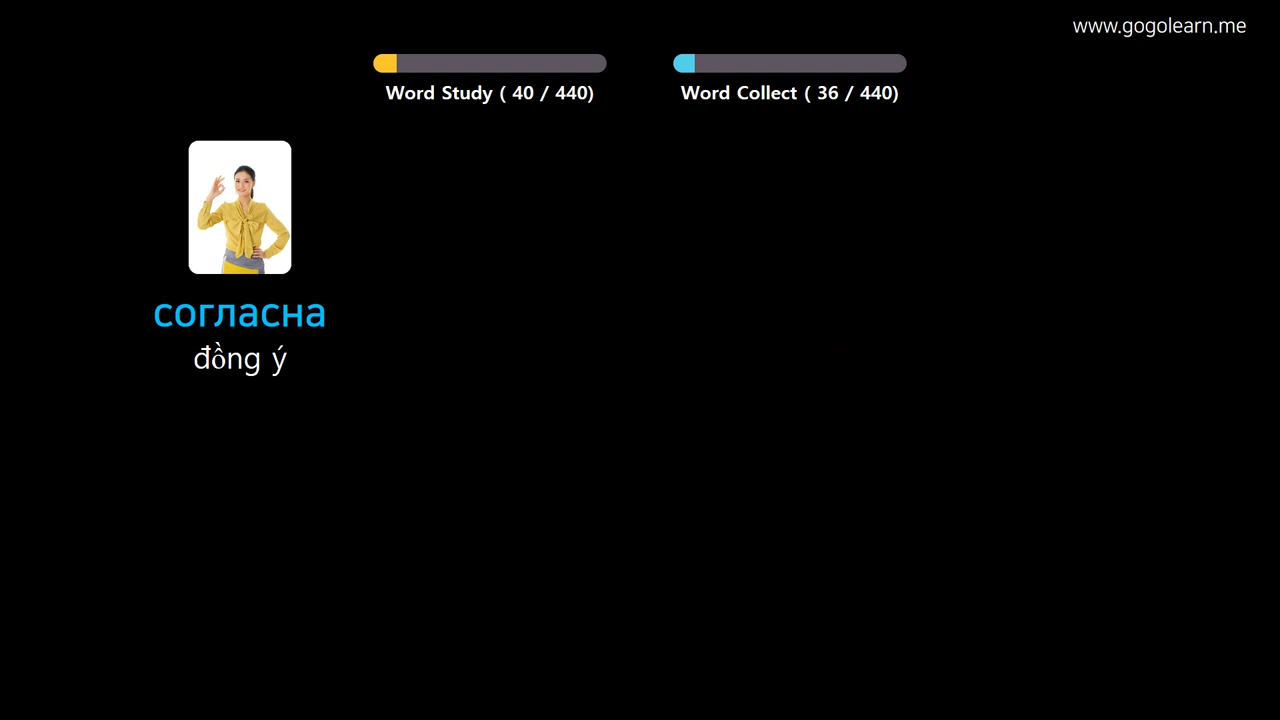 www.gogolearn.me
Word Study ( 40 / 440)
Word Collect ( 36 / 440)
согласна
đồng ý